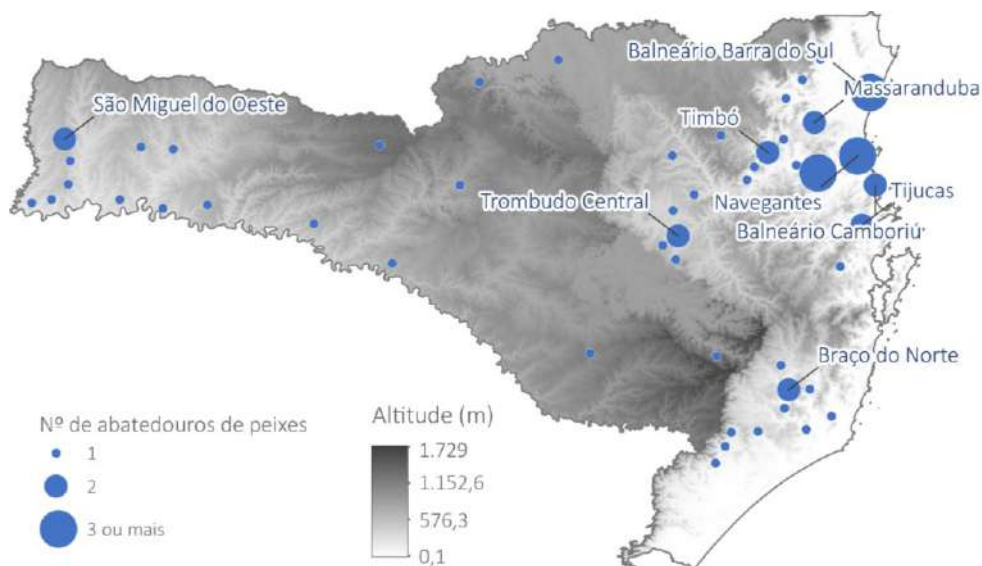 Balneário Barra do Sul
Massaranduba
São Miguel do Oeste
Timbó
Trombudo Central
Navegantes
Tijucas
Balneário Camboriú
Braço do Norte
Nº de abatedouros de peixes
1
2
3 ou mais
Altitude (m)
1.729
1.152,6
576,3
0,1